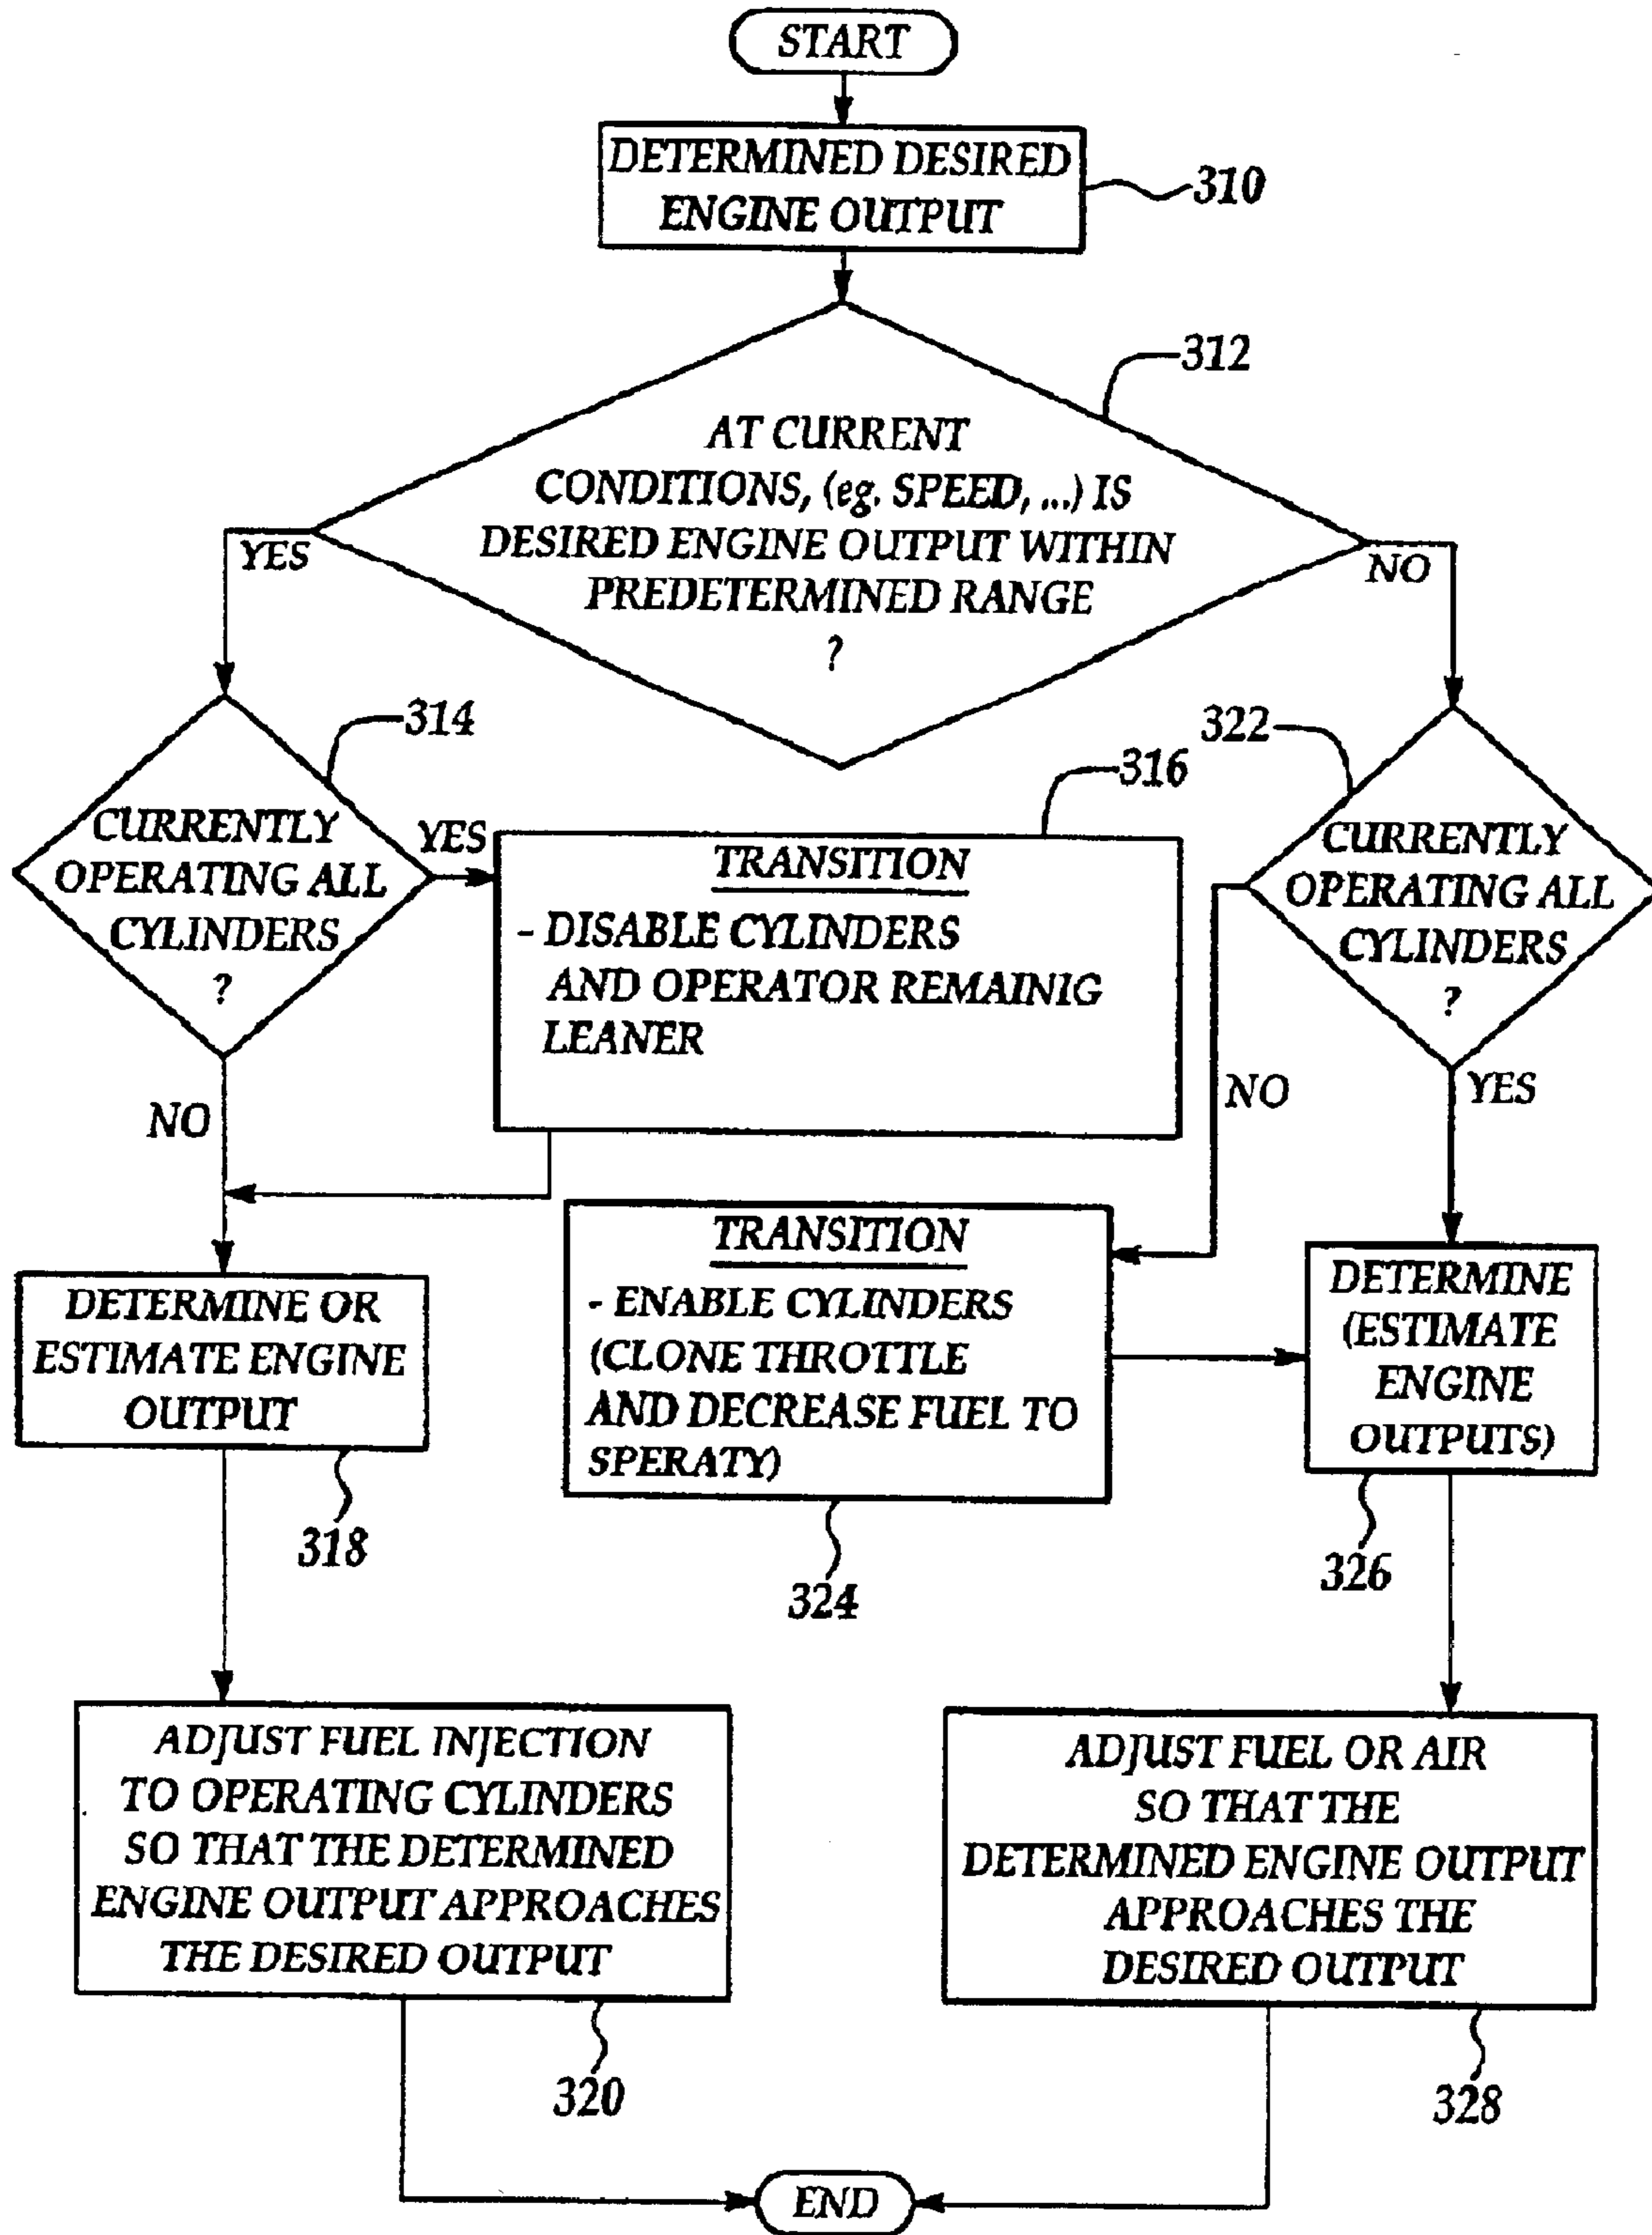 START
DETERMINED DESIRED
ENGINE OUTPUT
310
312
AT CURRENT
CONDITIONS, (eg. SPEED, ...) IS
DESIRED ENGINE OUTPUT WITHIN
PREDETERMINED RANGE
?
YES
NO
314
CURRENTLY
OPERATING ALL
CYLINDERS
?
YES
NO
316
TRANSITION
- DISABLE CYLINDERS
AND OPERATOR REMAINIG
LEANER
322
CURRENTLY
OPERATING ALL
CYLINDERS
?
NO
YES
TRANSITION
- ENABLE CYLINDERS
(CLONE THROTTLE
AND DECREASE FUEL TO
SPERATY)
324
DETERMINE OR
ESTIMATE ENGINE
OUTPUT
318
DETERMINE
(ESTIMATE
ENGINE
OUTPUTS)
326
ADJUST FUEL INJECTION
TO OPERATING CYLINDERS
SO THAT THE DETERMINED
ENGINE OUTPUT APPROACHES
THE DESIRED OUTPUT
320
ADJUST FUEL OR AIR
SO THAT THE
DETERMINED ENGINE OUTPUT
APPROACHES THE
DESIRED OUTPUT
328
END